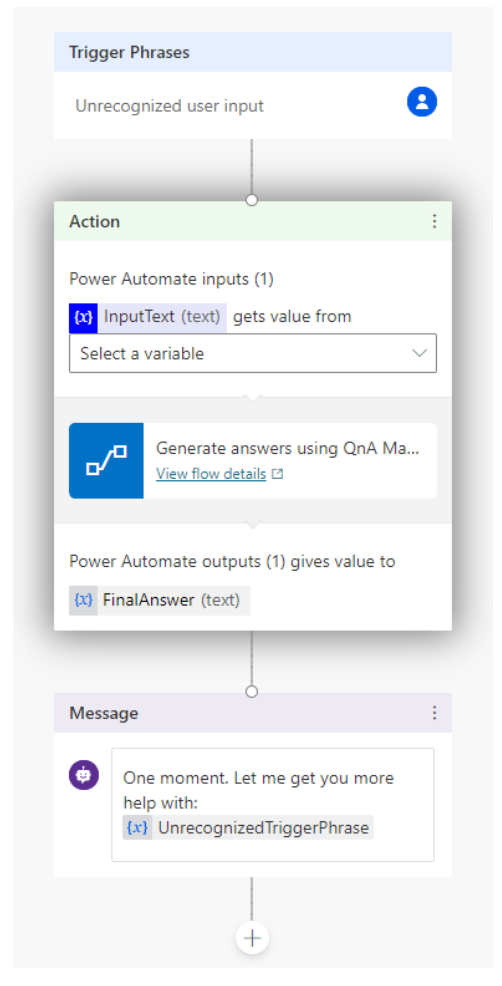 Trigger Phrases
Unrecognized user input
Action
Power Automate inputs (1)
{x} InputText (text) gets value from
Select a variable
Generate answers using QnA Ma...
View flow details
Power Automate outputs (1) gives value to
{x} FinalAnswer (text)
Message
One moment. Let me get you more
help with:
{x} UnrecognizedTriggerPhrase